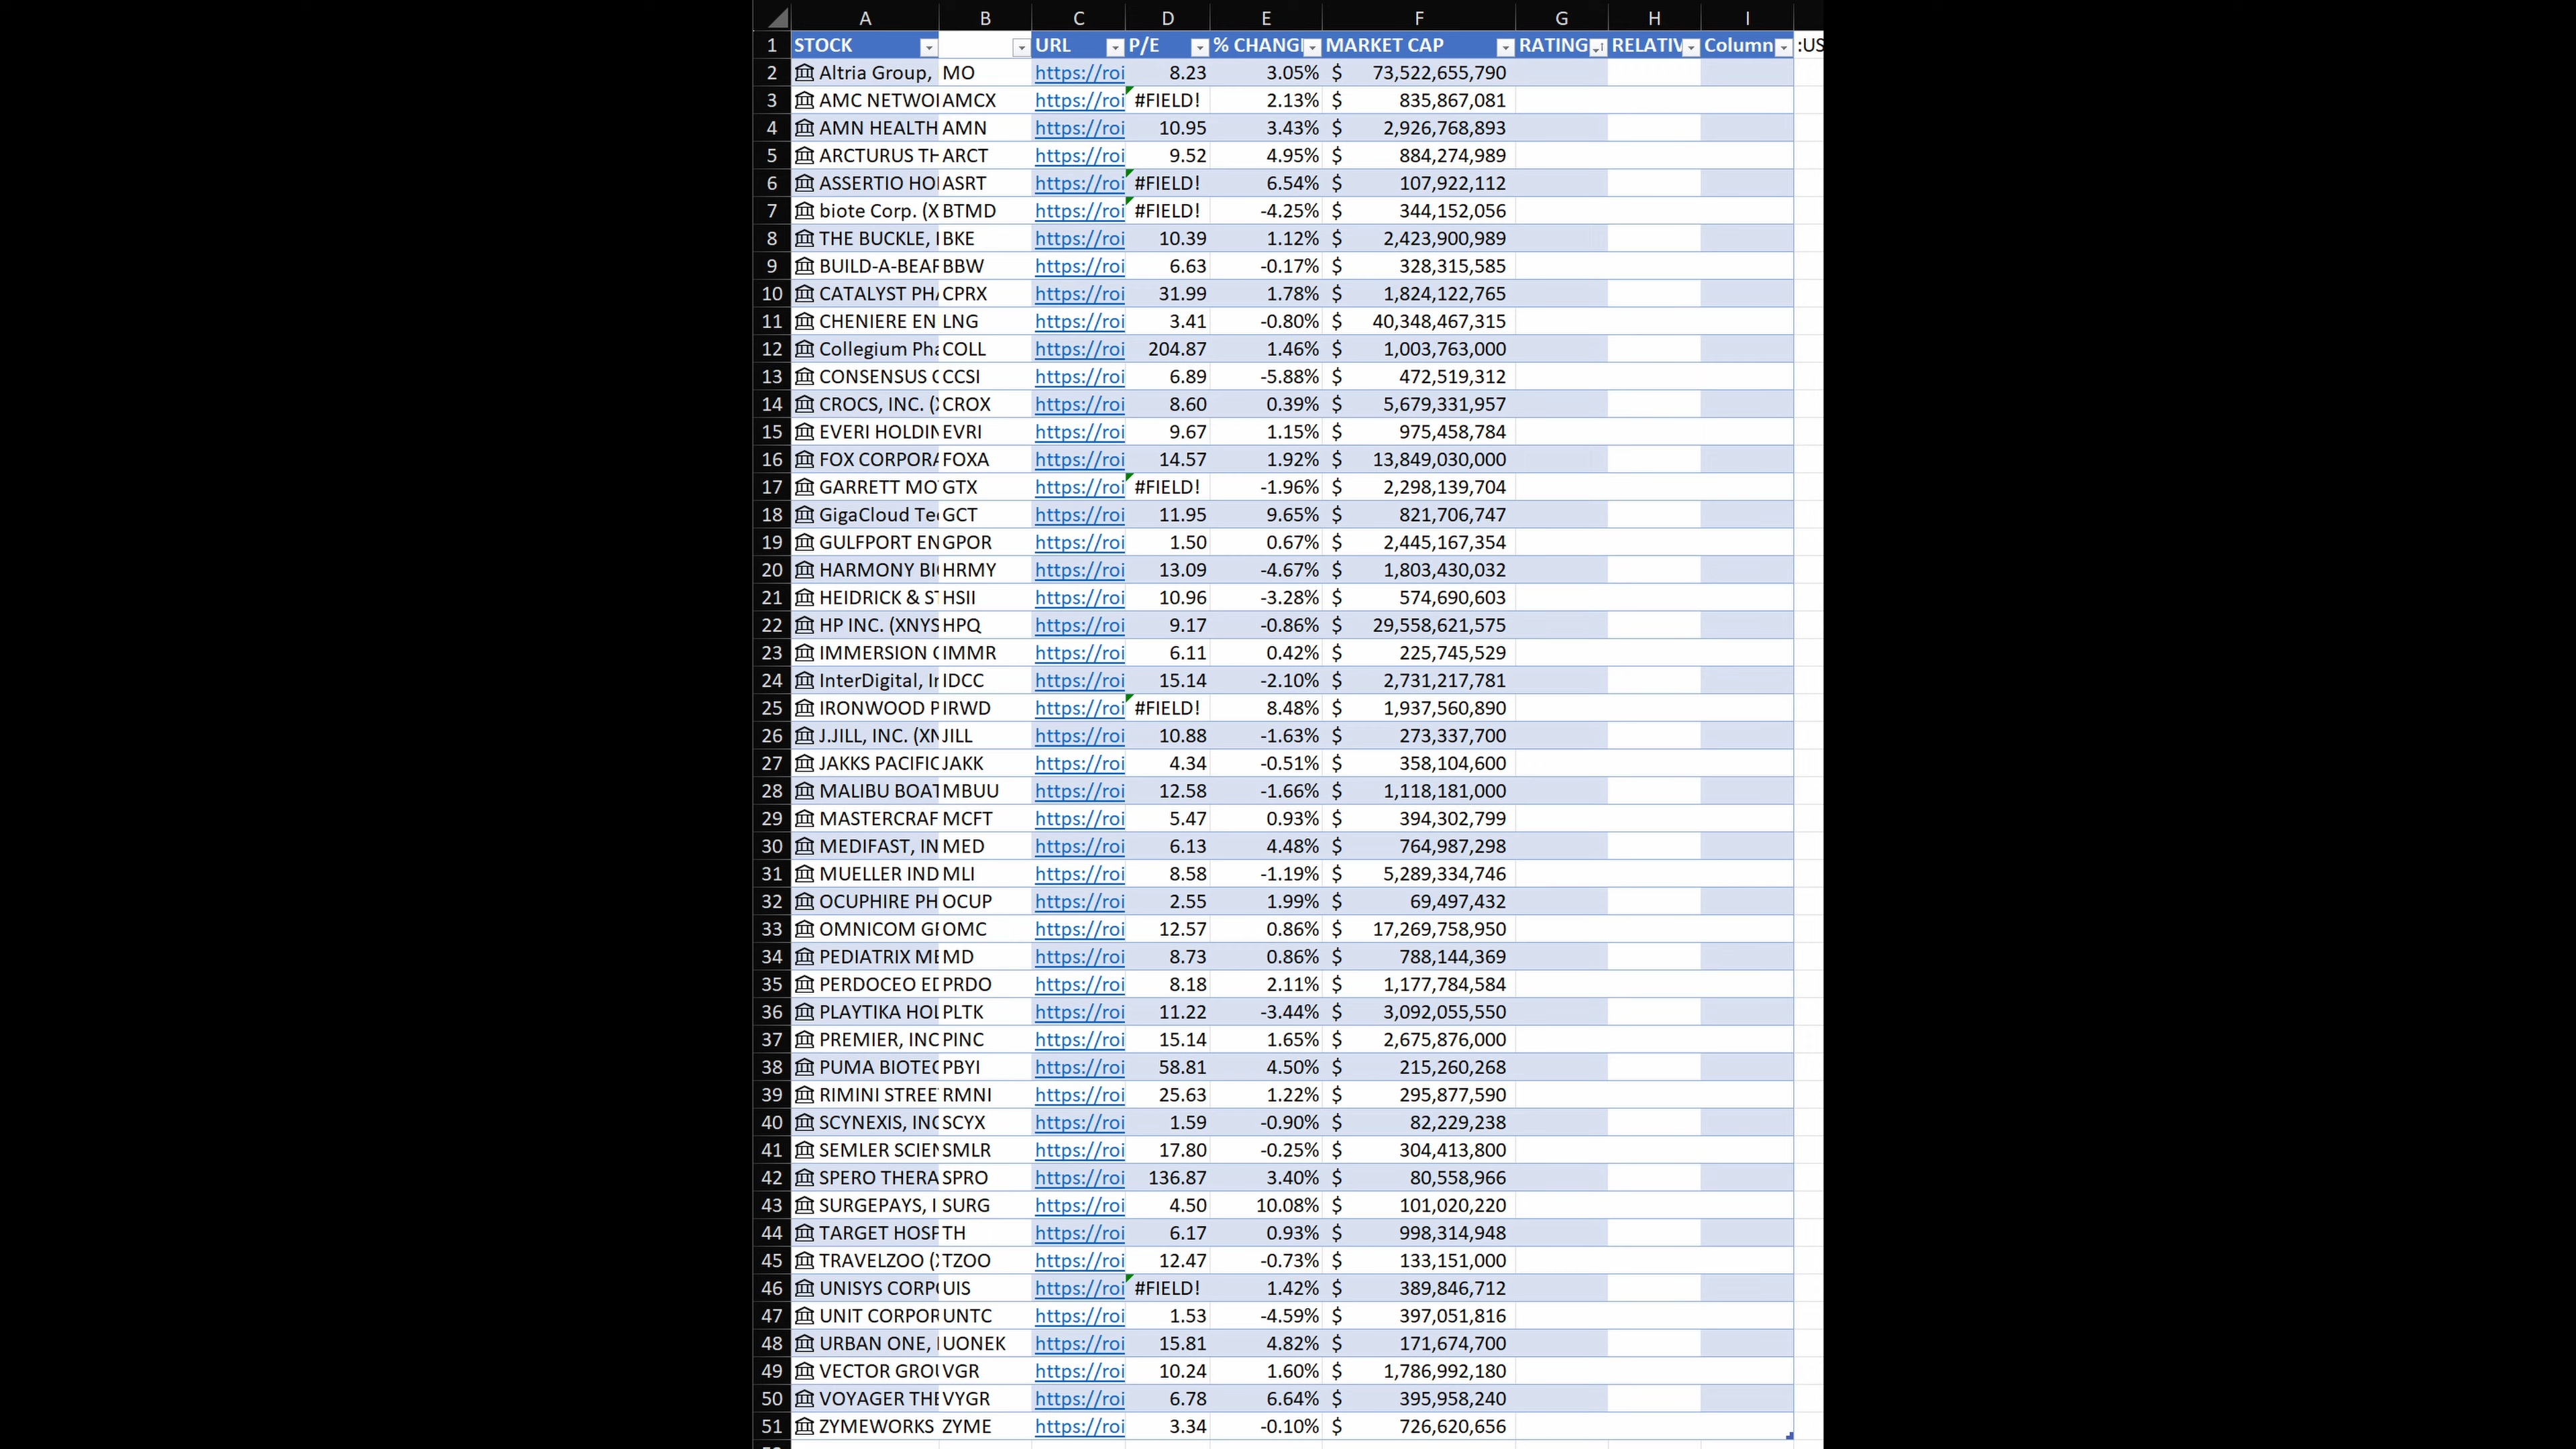 A B C D E F G H I
1 STOCK URL P/E % CHANG MARKET CAP RATING RELATIV Column :US
2 Altria Group, MO https://roi 8.23 3.05% $ 73,522,655,790
3 AMC NETWO AMCX https://roi #FIELD! 2.13% $ 835,867,081
4 AMN HEALTH AMN https://roi 10.95 3.43% $ 2,926,768,893
5 ARCTURUS TH ARCT https://roi 9.52 4.95% $ 884,274,989
6 ASSERTIO HO ASRT https://roi #FIELD! 6.54% $ 107,922,112
7 biote Corp. (X BTMD https://roi #FIELD! -4.25% $ 344,152,056
8 THE BUCKLE, I BKE https://roi 10.39 1.12% $ 2,423,900,989
9 BUILD-A-BEAR BBW https://roi 6.63 -0.17% $ 328,315,585
10 CATALYST PHA CPRX https://roi 31.99 1.78% $ 1,824,122,765
11 CHENIERE EN LNG https://roi 3.41 -0.80% $ 40,348,467,315
12 Collegium Pha COLL https://roi 204.87 1.46% $ 1,003,763,000
13 CONSENSUS C CCSI https://roi 6.89 -5.88% $ 472,519,312
14 CROCS, INC. (X CROX https://roi 8.60 0.39% $ 5,679,331,957
15 EVERI HOLDIN EVRI https://roi 9.67 1.15% $ 975,458,784
16 FOX CORPORA FOXA https://roi 14.57 1.92% $ 13,849,030,000
17 GARRETT MO GTX https://roi #FIELD! -1.96% $ 2,298,139,704
18 GigaCloud Te GCT https://roi 11.95 9.65% $ 821,706,747
19 GULFPORT EN GPOR https://roi 1.50 0.67% $ 2,445,167,354
20 HARMONY BI HRMY https://roi 13.09 -4.67% $ 1,803,430,032
21 HEIDRICK & ST HSII https://roi 10.96 -3.28% $ 574,690,603
22 HP INC. (XNYS HPQ https://roi 9.17 -0.86% $ 29,558,621,575
23 IMMERSION C IMMR https://roi 6.11 0.42% $ 225,745,529
24 InterDigital, In IDCC https://roi 15.14 -2.10% $ 2,731,217,781
25 IRONWOOD P IRWD https://roi #FIELD! 8.48% $ 1,937,560,890
26 J.JILL, INC. (XN JILL https://roi 10.88 -1.63% $ 273,337,700
27 JAKKS PACIFIC JAKK https://roi 4.34 -0.51% $ 358,104,600
28 MALIBU BOAT MBUU https://roi 12.58 -1.66% $ 1,118,181,000
29 MASTERCRAF MCFT https://roi 5.47 0.93% $ 394,302,799
30 MEDIFAST, IN MED https://roi 6.13 4.48% $ 764,987,298
31 MUELLER IND MLI https://roi 8.58 -1.19% $ 5,289,334,746
32 OCUPHIRE PH OCUP https://roi 2.55 1.99% $ 69,497,432
33 OMNICOM GR OMC https://roi 12.57 0.86% $ 17,269,758,950
34 PEDIATRIX ME MD https://roi 8.73 0.86% $ 788,144,369
35 PERDOCEO ED PRDO https://roi 8.18 2.11% $ 1,177,784,584
36 PLAYTIKA HOL PLTK https://roi 11.22 -3.44% $ 3,092,055,550
37 PREMIER, INC PINC https://roi 15.14 1.65% $ 2,675,876,000
38 PUMA BIOTEC PBYI https://roi 58.81 4.50% $ 215,260,268
39 RIMINI STREE RMNI https://roi 25.63 1.22% $ 295,877,590
40 SCYNEXIS, INC SCYX https://roi 1.59 -0.90% $ 82,229,238
41 SEMLER SCIEN SMLR https://roi 17.80 -0.25% $ 304,413,800
42 SPERO THERA SPRO https://roi 136.87 3.40% $ 80,558,966
43 SURGEPAYS, I SURG https://roi 4.50 10.08% $ 101,020,220
44 TARGET HOSP TH https://roi 6.17 0.93% $ 998,314,948
45 TRAVELZOO (X TZOO https://roi 12.47 -0.73% $ 133,151,000
46 UNISYS CORPO UIS https://roi #FIELD! 1.42% $ 389,846,712
47 UNIT CORPOR UNTC https://roi 1.53 -4.59% $ 397,051,816
48 URBAN ONE, I UONEK https://roi 15.81 4.82% $ 171,674,700
49 VECTOR GROU VGR https://roi 10.24 1.60% $ 1,786,992,180
50 VOYAGER THE VYGR https://roi 6.78 6.64% $ 395,958,240
51 ZYMEWORKS ZYME https://roi 3.34 -0.10% $ 726,620,656